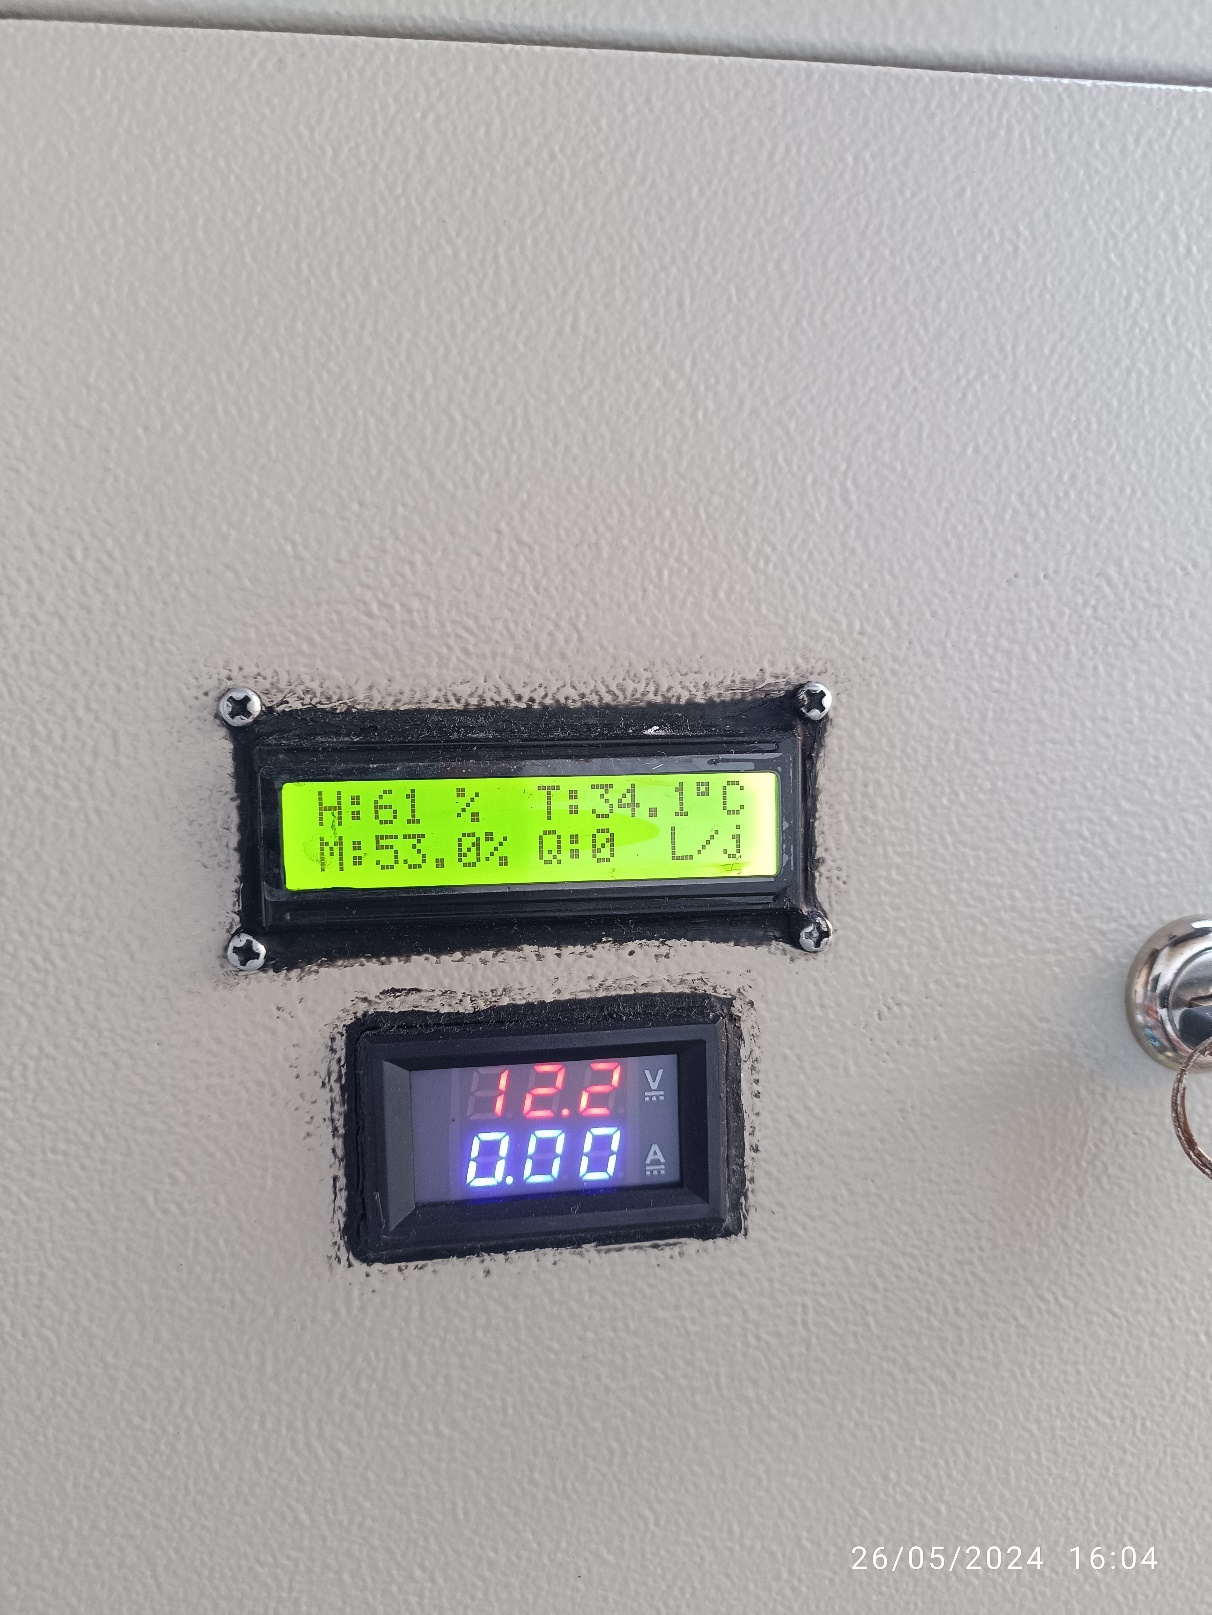 H:61 % T:34.1°C
M:53.0% Q:0 L/j
12.2 V
0.00 A
26/05/2024 16:04